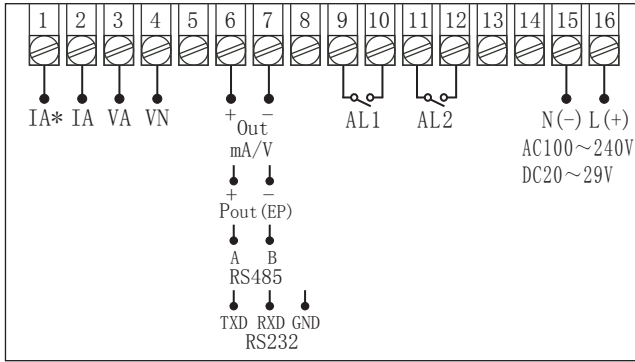 1 2 3 4 5 6 7 8 9 10 11 12 13 14 15 16
IA* IA VA VN + − AL1 AL2 N(−) L(+)
Out
mA/V
AC100～240V
DC20～29V
+ −
Pout(EP)
A B
RS485
TXD RXD GND
RS232